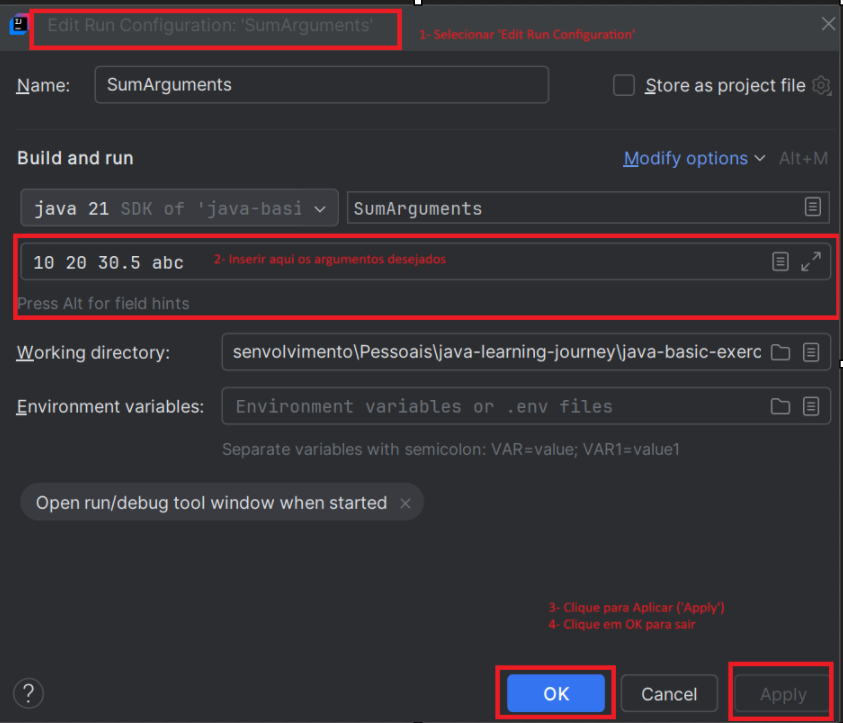 Edit Run Configuration: 'SumArguments'
1- Selecionar 'Edit Run Configuration'
Name:
SumArguments
Store as project file
Build and run
Modify options
Alt+M
java 21 SDK of 'java-basi
SumArguments
10 20 30.5 abc
2- Inserir aqui os argumentos desejados
Press Alt for field hints
Working directory:
senvolvimento\Pessoais\java-learning-journey\java-basic-exerc
Environment variables:
Environment variables or .env files
Separate variables with semicolon: VAR=value; VAR1=value1
Open run/debug tool window when started ×
3- Clique para Aplicar ('Apply')
4- Clique em OK para sair
?
OK
Cancel
Apply